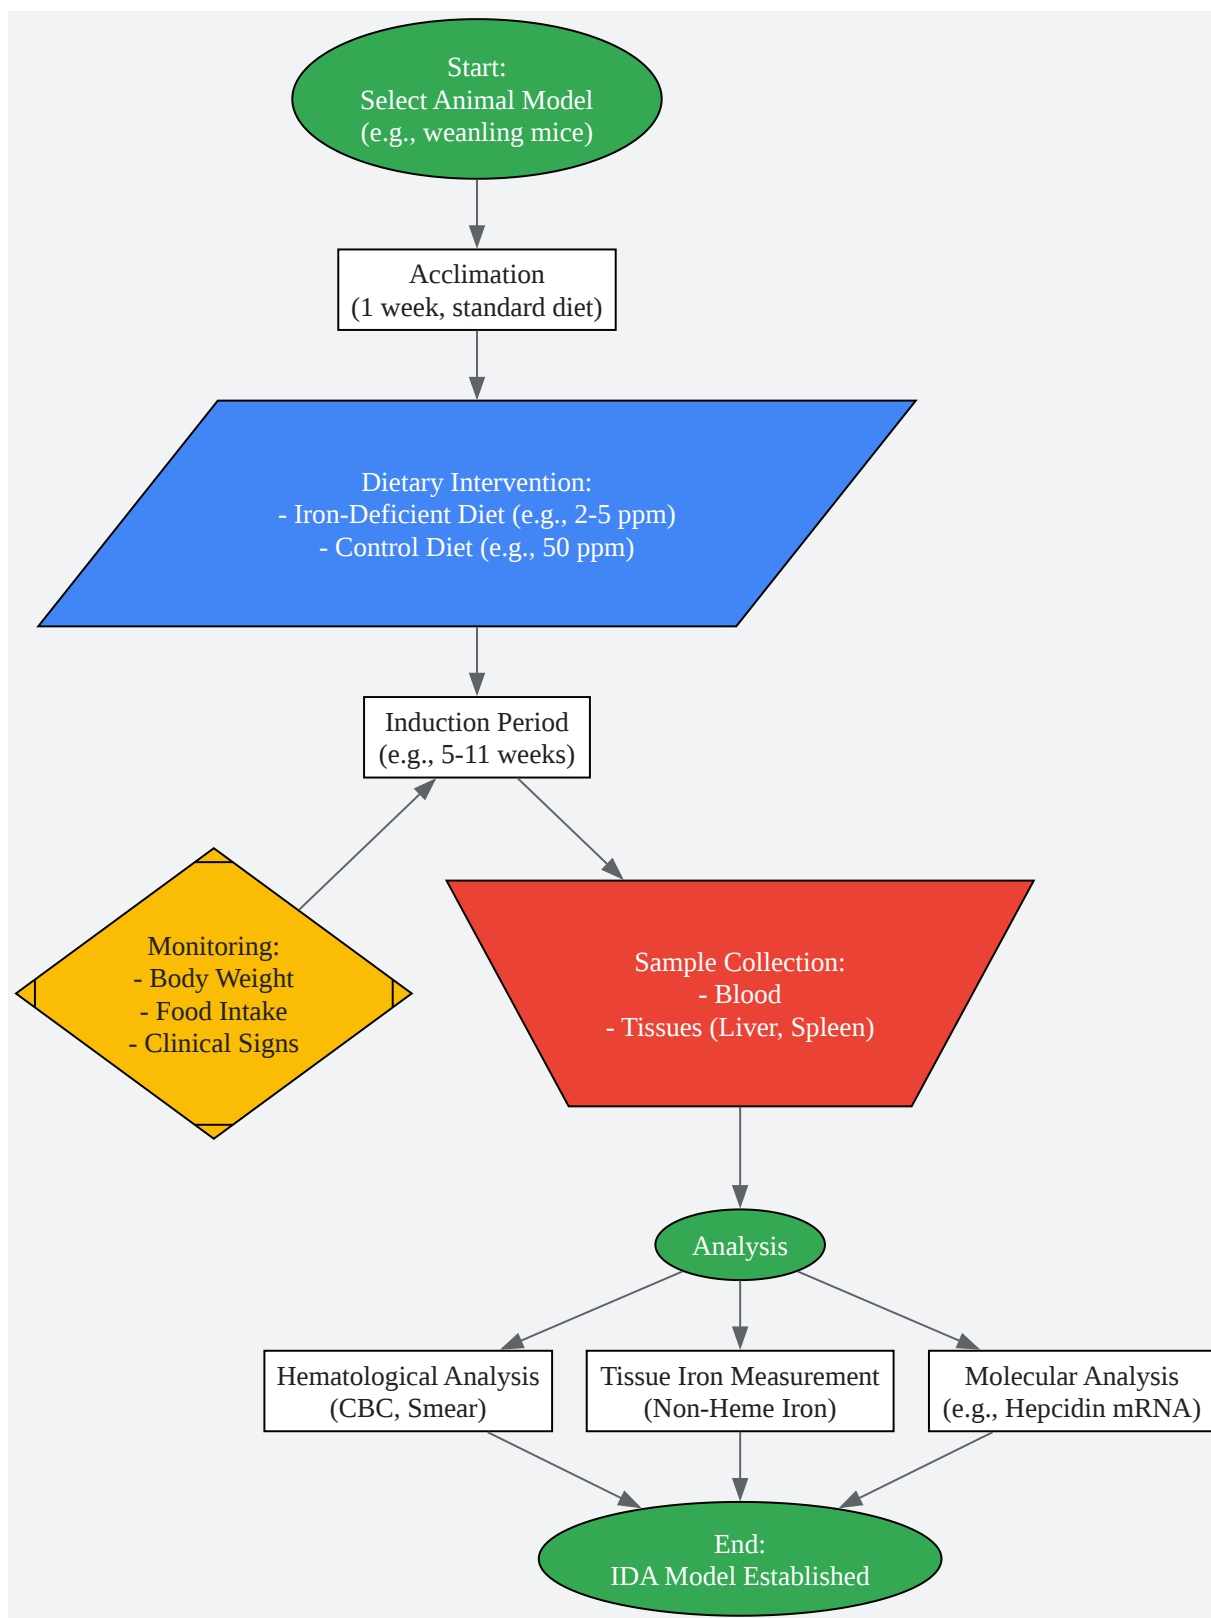 Start:
Select Animal Model
(e.g., weanling mice)
Acclimation
(1 week, standard diet)
Dietary Intervention:
- Iron-Deficient Diet (e.g., 2-5 ppm)
- Control Diet (e.g., 50 ppm)
Induction Period
(e.g., 5-11 weeks)
Monitoring:
- Body Weight
- Food Intake
- Clinical Signs
Sample Collection:
- Blood
- Tissues (Liver, Spleen)
Analysis
Hematological Analysis
(CBC, Smear)
Tissue Iron Measurement
(Non-Heme Iron)
Molecular Analysis
(e.g., Hepcidin mRNA)
End:
IDA Model Established